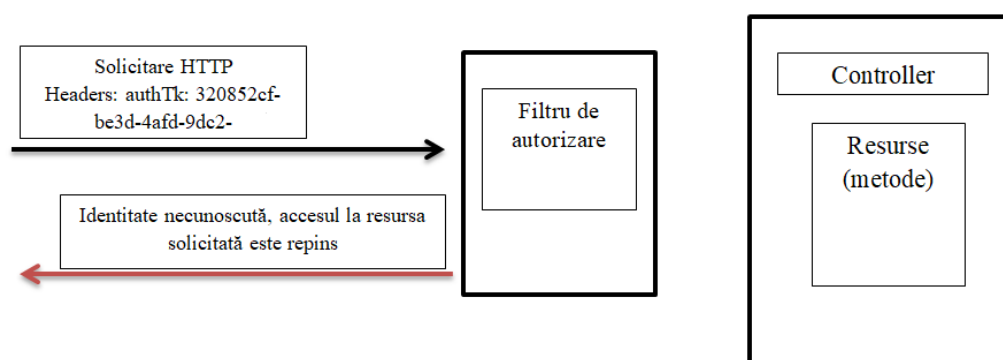 Solicitare HTTP
Headers: authTk: 320852cf-
be3d-4afd-9dc2-
Identitate necunoscută, accesul la resursa
solicitată este repins
Filtru de
autorizare
Controller
Resurse
(metode)